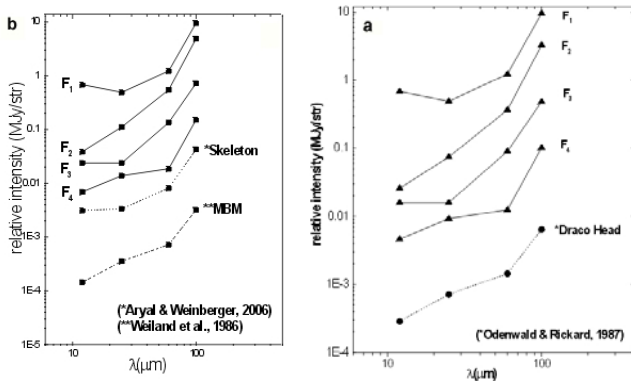 b
relative intensity (MJy/str)
10
1
0.1
0.01
1E-3
1E-4
1E-5
F1
F2
F3
F4
*Skeleton
**MBM
(*Aryal & Weinberger, 2006)
(**Weiland et al., 1986)
10
100
λ(μm)
a
relative intensity (MJy/str)
10
1
0.1
0.01
1E-3
1E-4
F1
F2
F3
F4
*Draco Head
(*Odenwald & Rickard, 1987)
10
100
λ(μm)